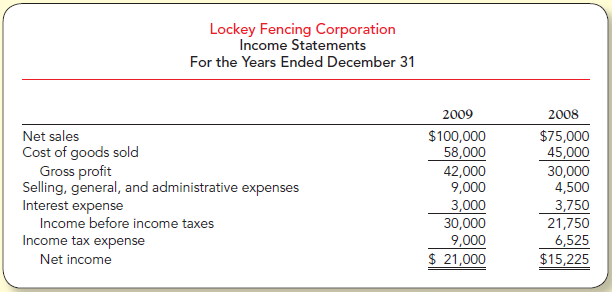 Lockey Fencing Corporation
Income Statements
For the Years Ended December 31
2009 2008
Net sales $100,000 $75,000
Cost of goods sold 58,000 45,000
Gross profit 42,000 30,000
Selling, general, and administrative expenses 9,000 4,500
Interest expense 3,000 3,750
Income before income taxes 30,000 21,750
Income tax expense 9,000 6,525
Net income $ 21,000 $15,225